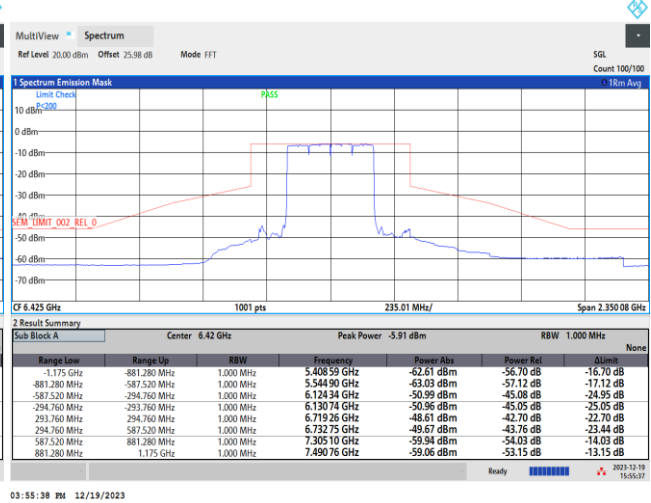 MultiView Spectrum
Ref Level 20.00 dBm Offset 25.98 dB Mode FFT SGL
Count 100/100
1 Spectrum Emission Mask 1Rm Avg
Limit Check PASS
P<200
10 dBm
0 dBm
-10 dBm
-20 dBm
-30 dBm
-40 dBm
SEM_LIMIT_002_REL_0
-50 dBm
-60 dBm
-70 dBm
CF 6.425 GHz 1001 pts 235.01 MHz/ Span 2.350 08 GHz
2 Result Summary
Sub Block A Center 6.42 GHz Peak Power -5.91 dBm RBW 1.000 MHz
None
Range Low Range Up RBW Frequency Power Abs Power Rel ΔLimit
-1.175 GHz -881.280 MHz 1.000 MHz 5.408 59 GHz -62.61 dBm -56.70 dB -16.70 dB
-881.280 MHz -587.520 MHz 1.000 MHz 5.544 90 GHz -63.03 dBm -57.12 dB -17.12 dB
-587.520 MHz -294.760 MHz 1.000 MHz 6.124 34 GHz -50.99 dBm -45.08 dB -24.95 dB
-294.760 MHz -293.760 MHz 1.000 MHz 6.130 74 GHz -50.96 dBm -45.05 dB -25.05 dB
293.760 MHz 294.760 MHz 1.000 MHz 6.719 26 GHz -48.61 dBm -42.70 dB -22.70 dB
294.760 MHz 587.520 MHz 1.000 MHz 6.732 75 GHz -49.67 dBm -43.76 dB -23.44 dB
587.520 MHz 881.280 MHz 1.000 MHz 7.305 10 GHz -59.94 dBm -54.03 dB -14.03 dB
881.280 MHz 1.175 GHz 1.000 MHz 7.490 76 GHz -59.06 dBm -53.15 dB -13.15 dB
Ready 2023-12-19
15:55:37
03:55:38 PM 12/19/2023